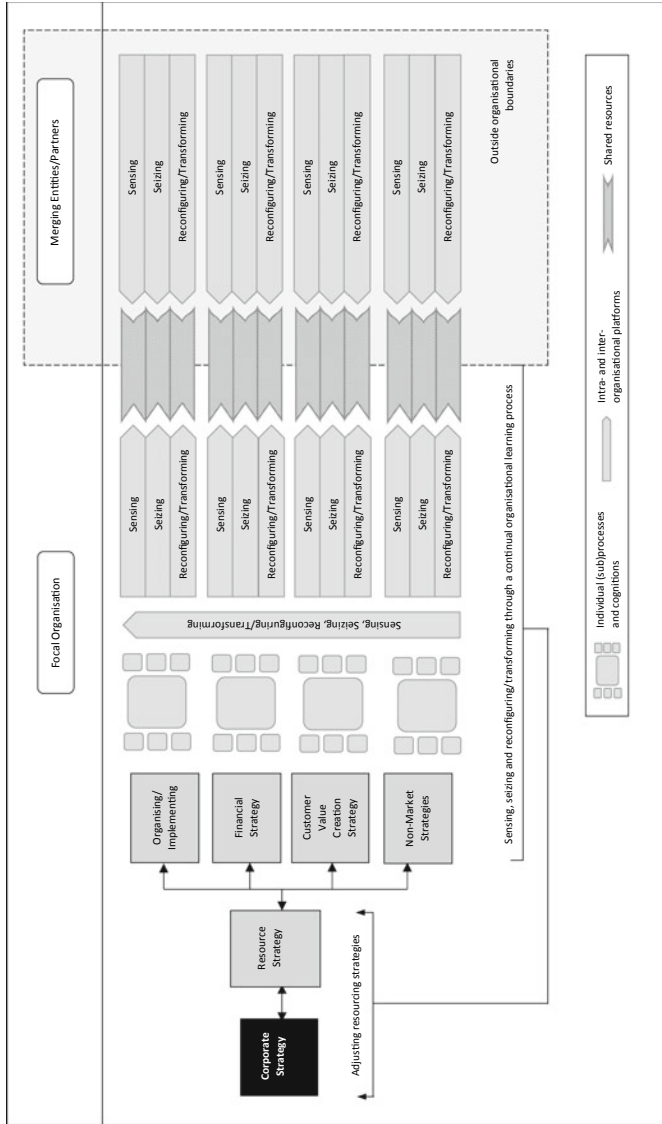 Focal Organisation
Merging Entities/Partners
Corporate
Strategy
Resource
Strategy
Adjusting resourcing strategies
Organising/
Implementing
Financial
Strategy
Customer
Value
Creation
Strategy
Non-Market
Strategies
Sensing, Seizing, Reconfiguring/Transforming
Sensing
Seizing
Reconfiguring/Transforming
Sensing
Seizing
Reconfiguring/Transforming
Sensing
Seizing
Reconfiguring/Transforming
Sensing
Seizing
Reconfiguring/Transforming
Sensing
Seizing
Reconfiguring/Transforming
Sensing
Seizing
Reconfiguring/Transforming
Sensing
Seizing
Reconfiguring/Transforming
Sensing
Seizing
Reconfiguring/Transforming
Outside organisational
boundaries
Sensing, seizing and reconfiguring/transforming through a continual organisational learning process
Individual (sub)processes
and cognitions
Intra- and inter-
organisational platforms
Shared resources